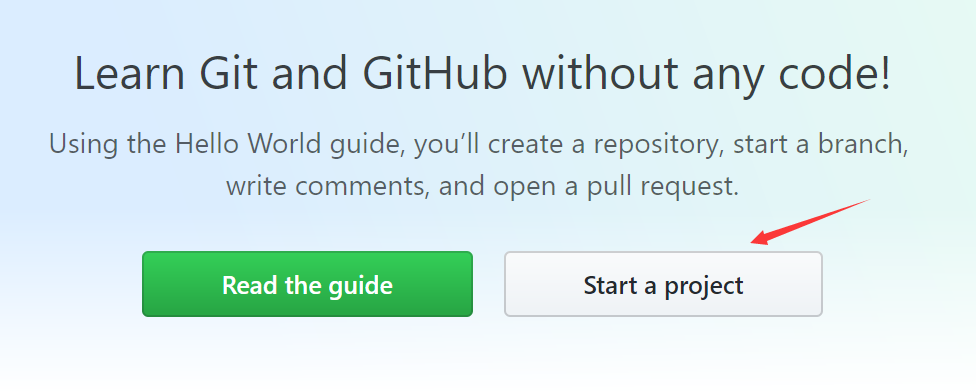 Learn Git and GitHub without any code!
Using the Hello World guide, you’ll create a repository, start a branch,
write comments, and open a pull request.
Read the guide
Start a project